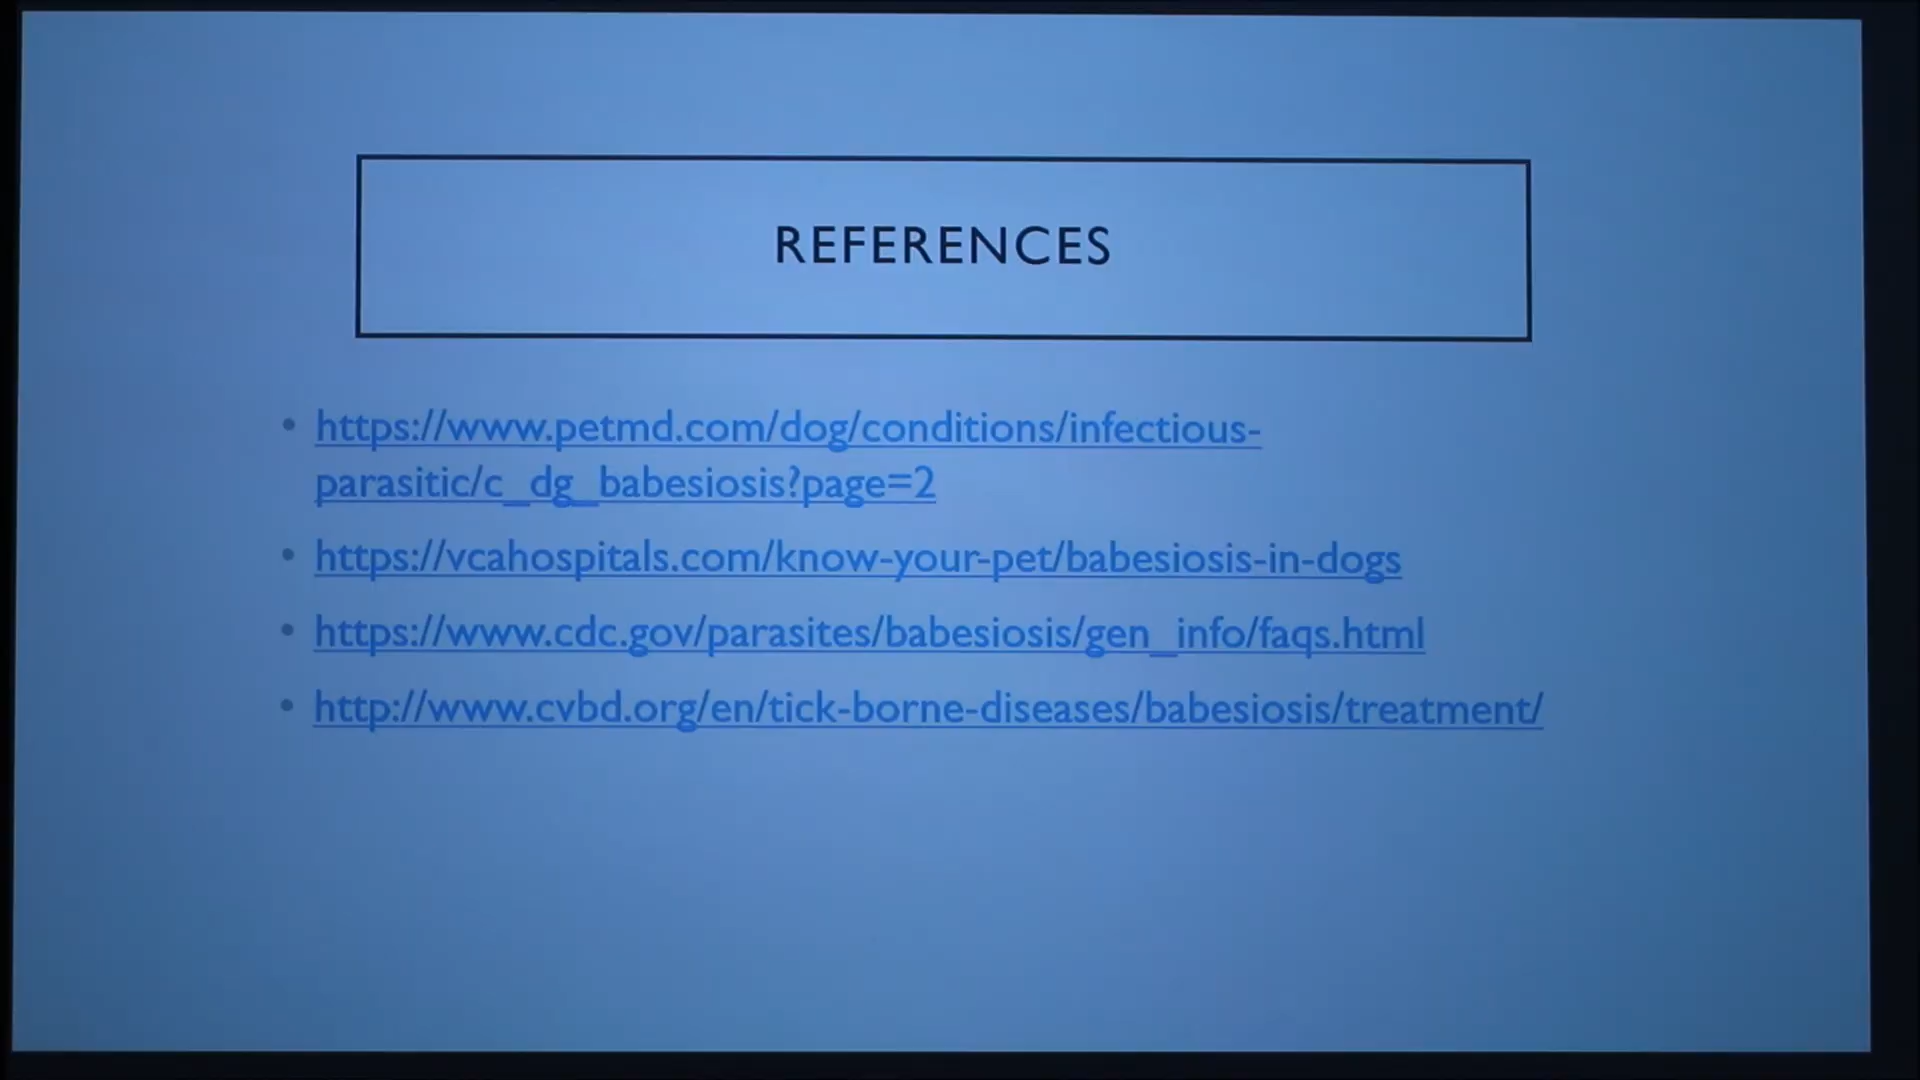 REFERENCES
• https://www.petmd.com/dog/conditions/infectious-
parasitic/c_dg_babesiosis?page=2
• https://vcahospitals.com/know-your-pet/babesiosis-in-dogs
• https://www.cdc.gov/parasites/babesiosis/gen_info/faqs.html
• http://www.cvbd.org/en/tick-borne-diseases/babesiosis/treatment/